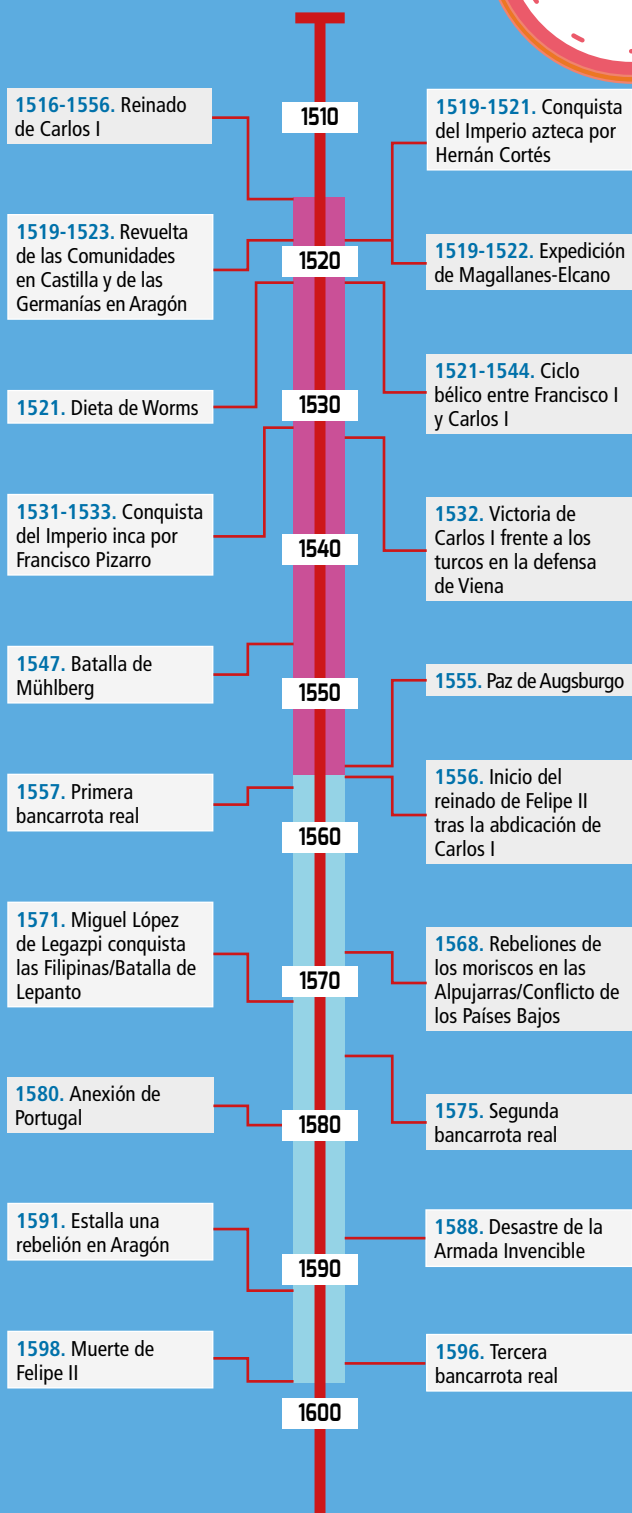 1516-1556. Reinado
de Carlos I
1510
1519-1521. Conquista
del Imperio azteca por
Hernán Cortés
1519-1523. Revuelta
de las Comunidades
en Castilla y de las
Germanías en Aragón
1520
1519-1522. Expedición
de Magallanes-Elcano
1521. Dieta de Worms
1530
1521-1544. Ciclo
bélico entre Francisco I
y Carlos I
1531-1533. Conquista
del Imperio inca por
Francisco Pizarro
1540
1532. Victoria de
Carlos I frente a los
turcos en la defensa
de Viena
1547. Batalla de
Mühlberg
1550
1555. Paz de Augsburgo
1557. Primera
bancarrota real
1560
1556. Inicio del
reinado de Felipe II
tras la abdicación de
Carlos I
1571. Miguel López
de Legazpi conquista
las Filipinas/Batalla de
Lepanto
1570
1568. Rebeliones de
los moriscos en las
Alpujarras/Conflicto de
los Países Bajos
1580. Anexión de
Portugal
1580
1575. Segunda
bancarrota real
1591. Estalla una
rebelión en Aragón
1590
1588. Desastre de la
Armada Invencible
1598. Muerte de
Felipe II
1600
1596. Tercera
bancarrota real